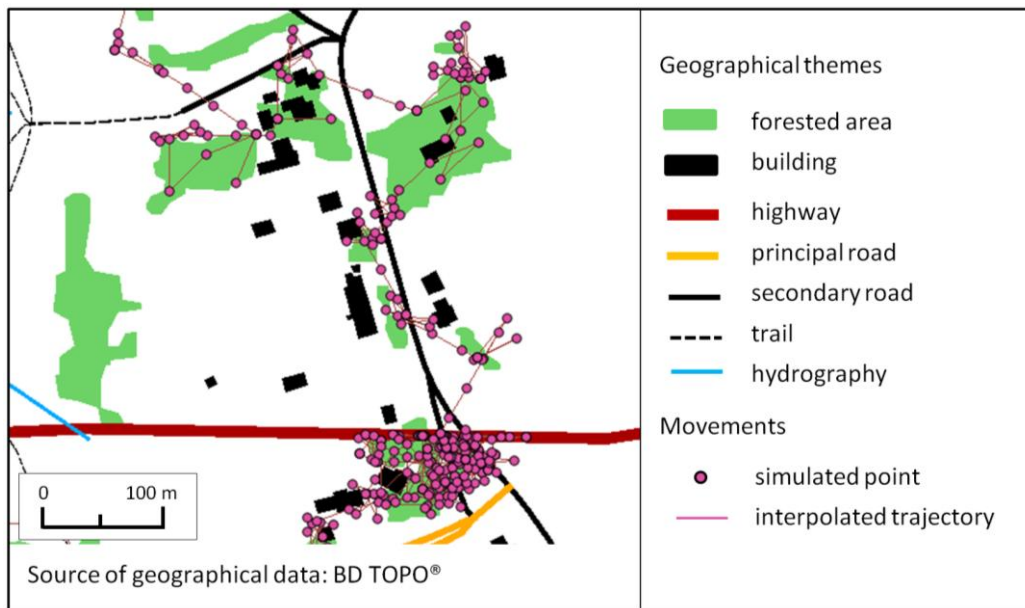 Geographical themes
forested area
building
highway
principal road
secondary road
trail
hydrography
Movements
simulated point
interpolated trajectory
0 100 m
Source of geographical data: BD TOPO®